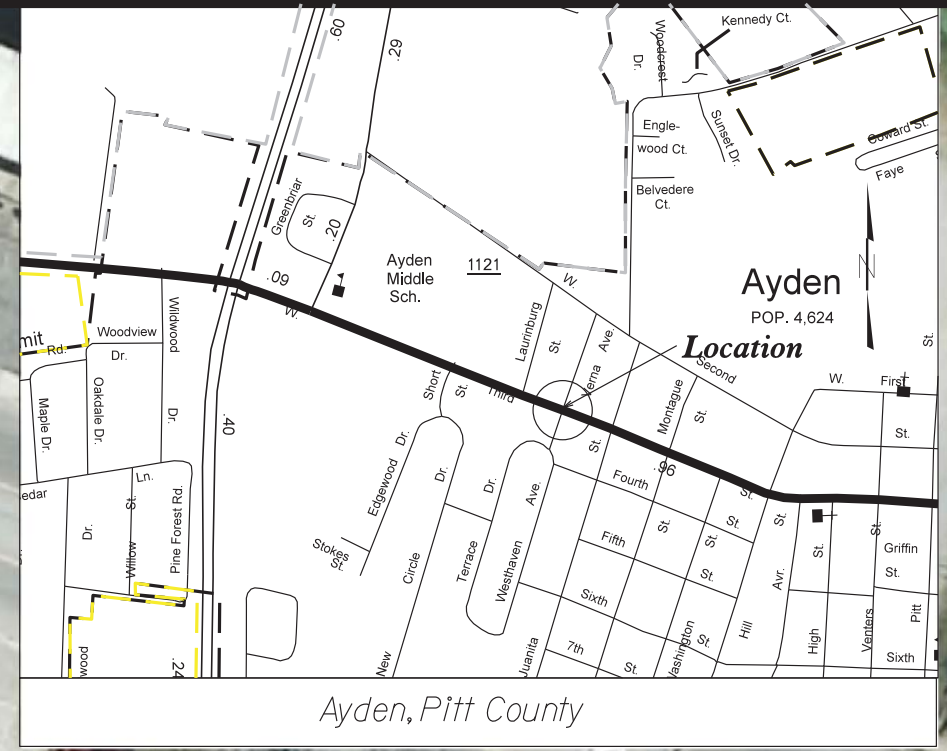 Kennedy Ct.
.60
.29
Woodcrest
Dr.
Sunset Dr.
Engle-
wood Ct.
Belvedere
Ct.
Coward St.
Faye
N
Greenbriar
St.
.20
Ayden
Middle
Sch.
1121
.09
W.
W.
Second
Ayden
POP. 4,624
Location
St.
Laurinburg
St.
Verna
Ave.
Montague
St.
W. First
St.
Woodview
Dr.
Rd.
Wildwood
Dr.
Oakdale Dr.
Maple Dr.
.40
Short
St.
Third
St.
.96
St.
Fourth
Edgewood
Dr.
Dr.
Dr.
Ave.
Ln.
Dr.
St.
Willow
Pine Forest Rd.
Stokes
St.
Circle
New
Terrace
Westhaven
Juanita
Fifth
St.
St.
St.
St.
Sixth
St.
7th
St.
Hill
Avr.
St.
St.
High
St.
Venters
Griffin
St.
Pitt
Sixth
.24
Ayden, Pitt County